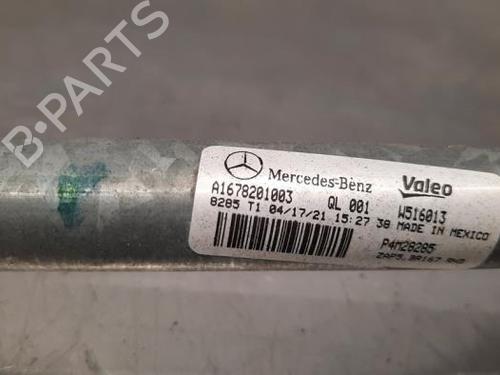 B-PARTS
Mercedes-Benz
Valeo
A1678201003 QL 001 W516013
8285 T1 04/17/21 15:27 38 MADE IN MEXICO
P4M28285